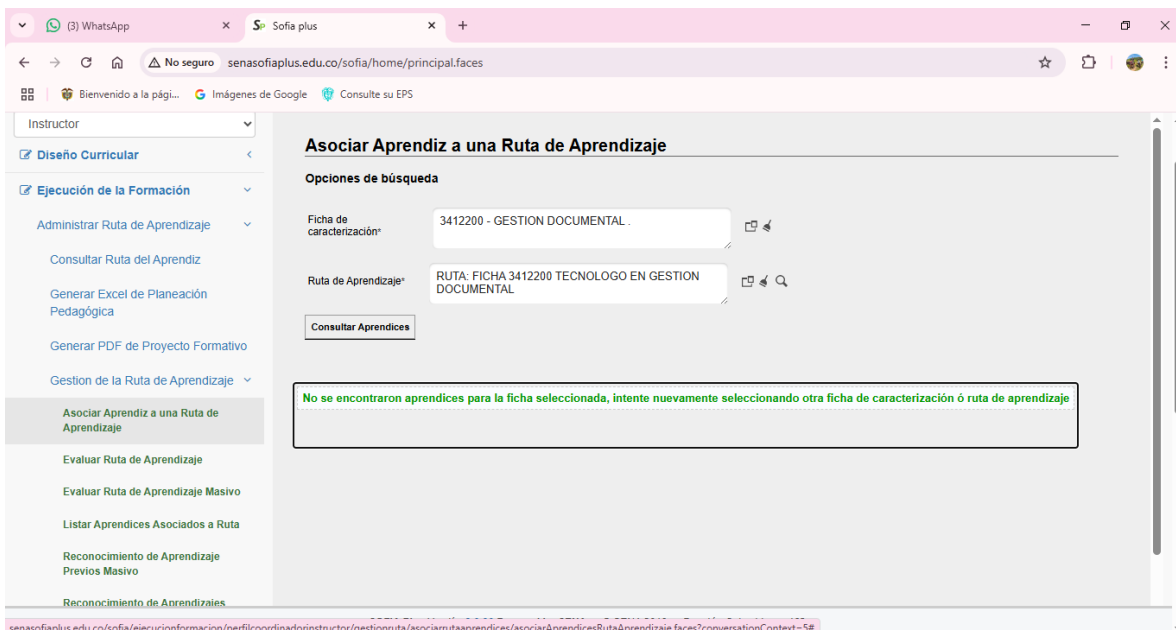 (3) WhatsApp
Sofia plus
No seguro
senasofiaplus.edu.co/sofia/home/principal.faces
Bienvenido a la pági...
Imágenes de Google
Consulte su EPS
Instructor
Diseño Curricular
Ejecución de la Formación
Administrar Ruta de Aprendizaje
Consultar Ruta del Aprendiz
Generar Excel de Planeación
Pedagógica
Generar PDF de Proyecto Formativo
Gestion de la Ruta de Aprendizaje
Asociar Aprendiz a una Ruta de
Aprendizaje
Evaluar Ruta de Aprendizaje
Evaluar Ruta de Aprendizaje Masivo
Listar Aprendices Asociados a Ruta
Reconocimiento de Aprendizaje
Previos Masivo
Reconocimiento de Aprendizajes
Asociar Aprendiz a una Ruta de Aprendizaje
Opciones de búsqueda
Ficha de
caracterización*
3412200 - GESTION DOCUMENTAL .
Ruta de Aprendizaje*
RUTA: FICHA 3412200 TECNOLOGO EN GESTION
DOCUMENTAL
Consultar Aprendices
No se encontraron aprendices para la ficha seleccionada, intente nuevamente seleccionando otra ficha de caracterización ó ruta de aprendizaje
senasofiaplus.edu.co/sofia/ejecucionformacion/perfilcoordinadorinstructor/gestionruta/asociarrutaaprendices/asociarAprendicesRutaAprendizaje.faces?conversationContext=5#